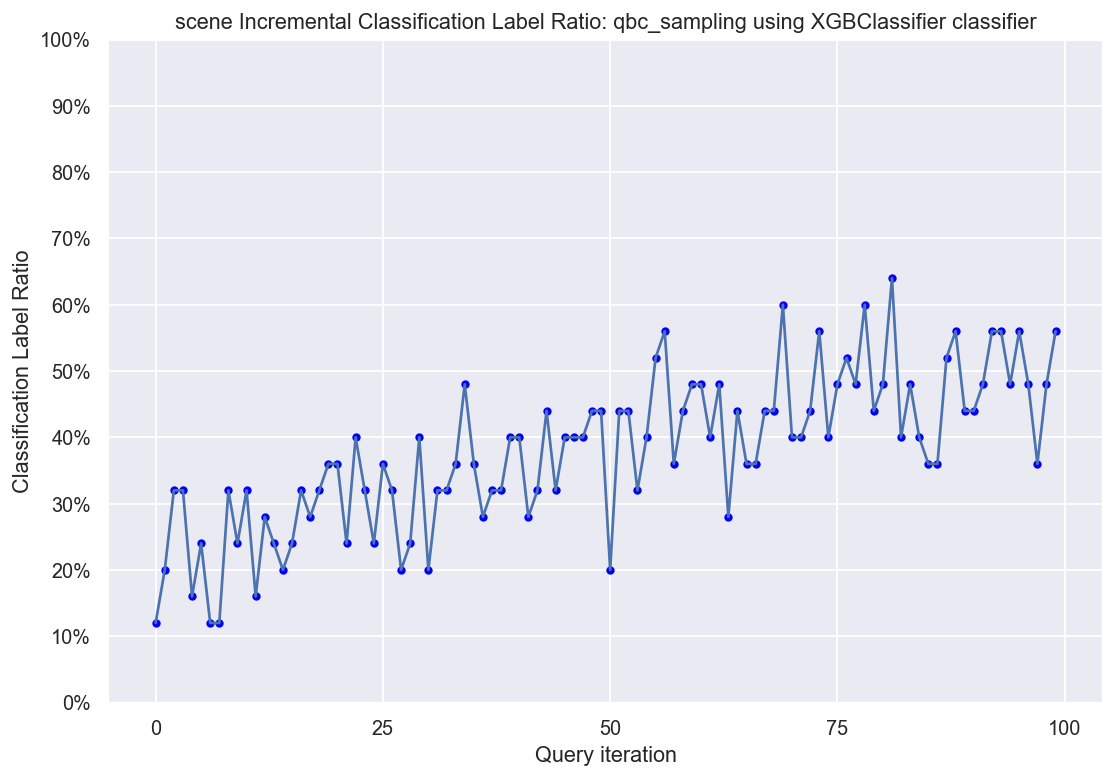 scene Incremental Classification Label Ratio: qbc_sampling using XGBClassifier classifier
100%
90%
80%
70%
60%
50%
40%
30%
20%
10%
0%
Classification Label Ratio
0 25 50 75 100
Query iteration